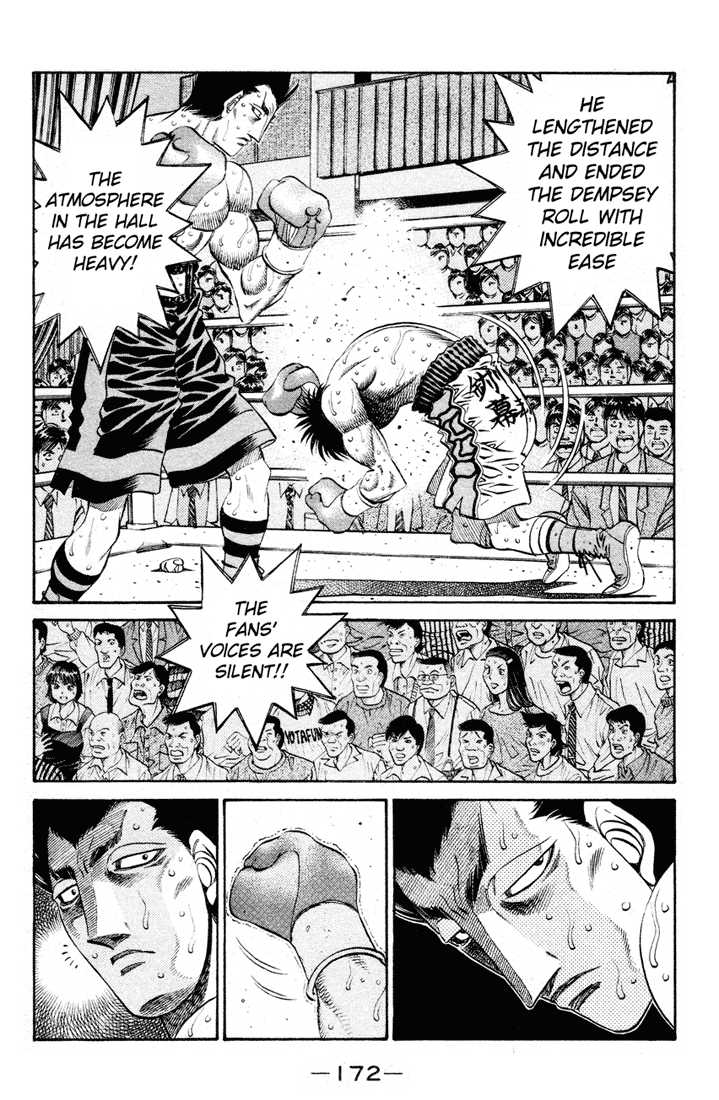 HE
LENGTHENED
THE DISTANCE
AND ENDED
THE DEMPSEY
ROLL WITH
INCREDIBLE
EASE
THE
ATMOSPHERE
IN THE HALL
HAS BECOME
HEAVY!
幕
THE
FANS'
VOICES ARE
SILENT!!
—172—